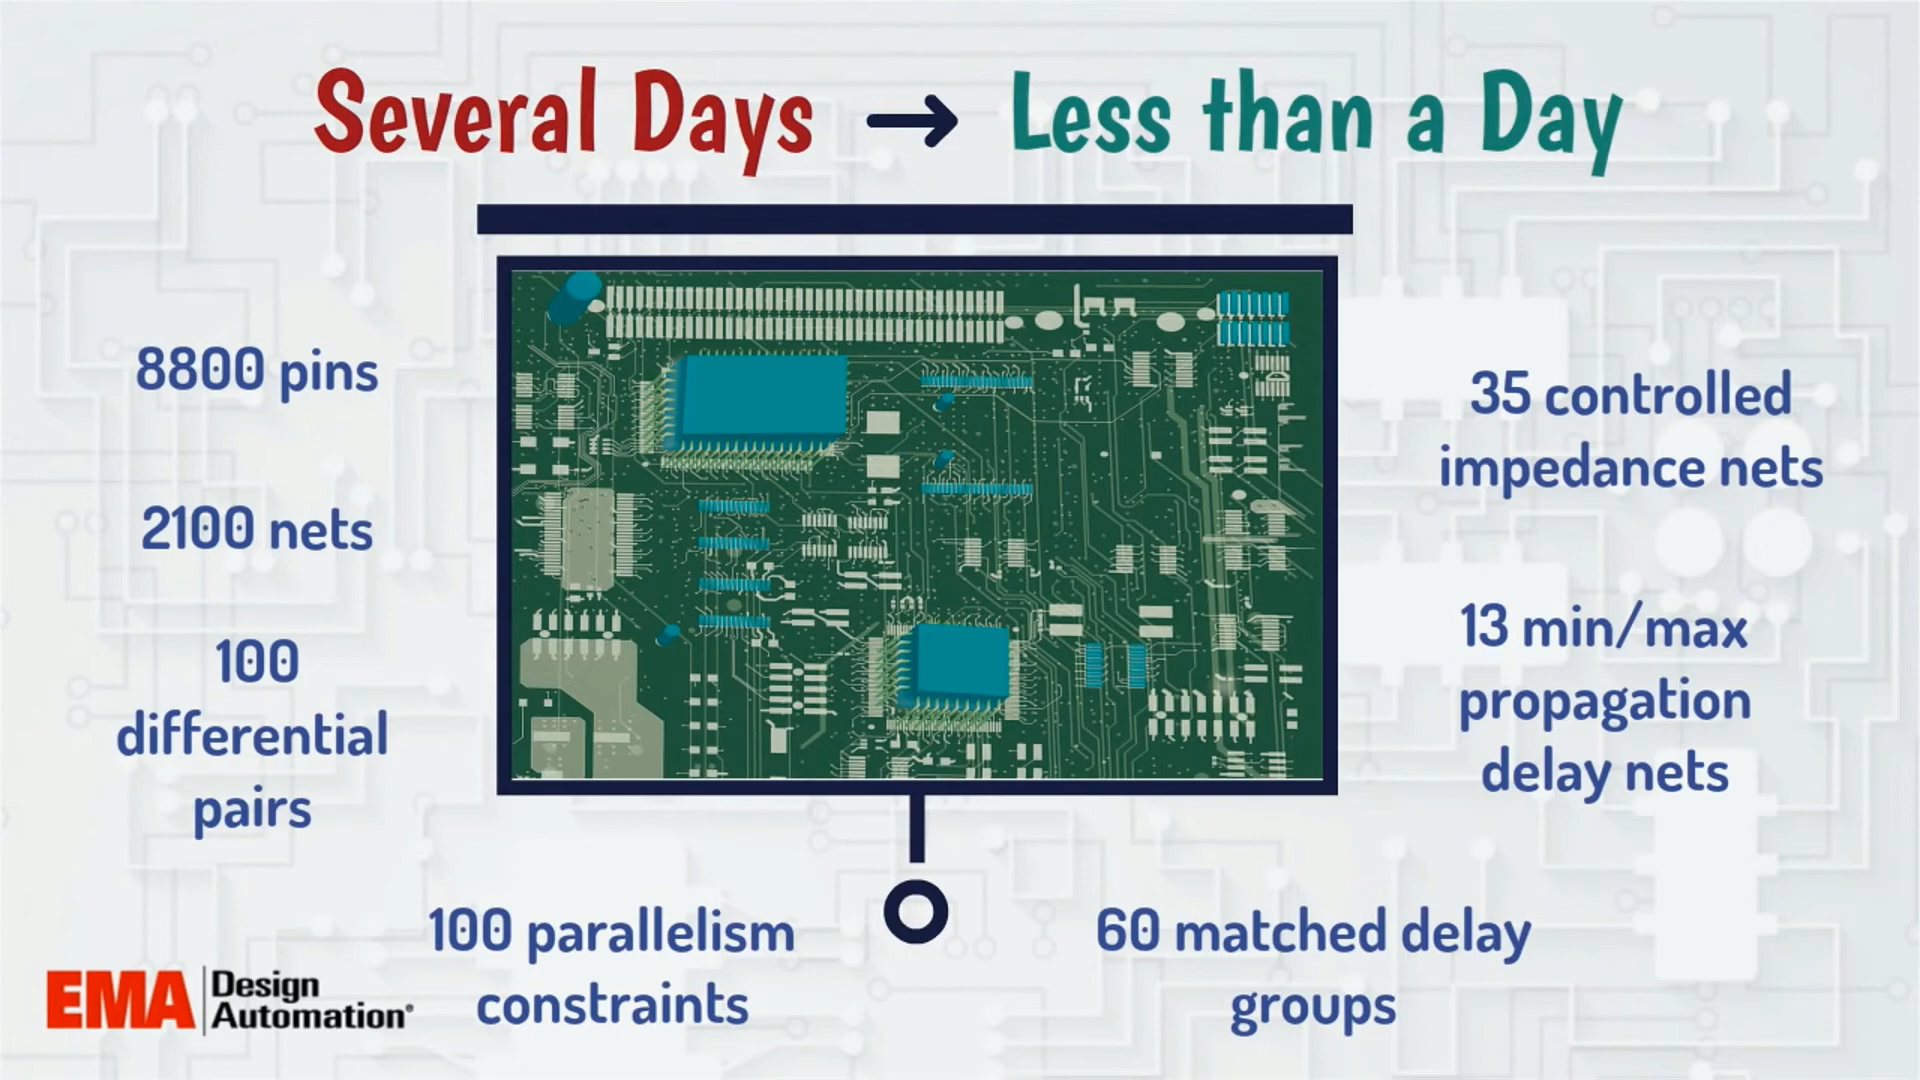 Several Days → Less than a Day
8800 pins
2100 nets
100
differential
pairs
35 controlled
impedance nets
13 min/max
propagation
delay nets
100 parallelism
constraints
60 matched delay
groups
EMA Design
Automation®